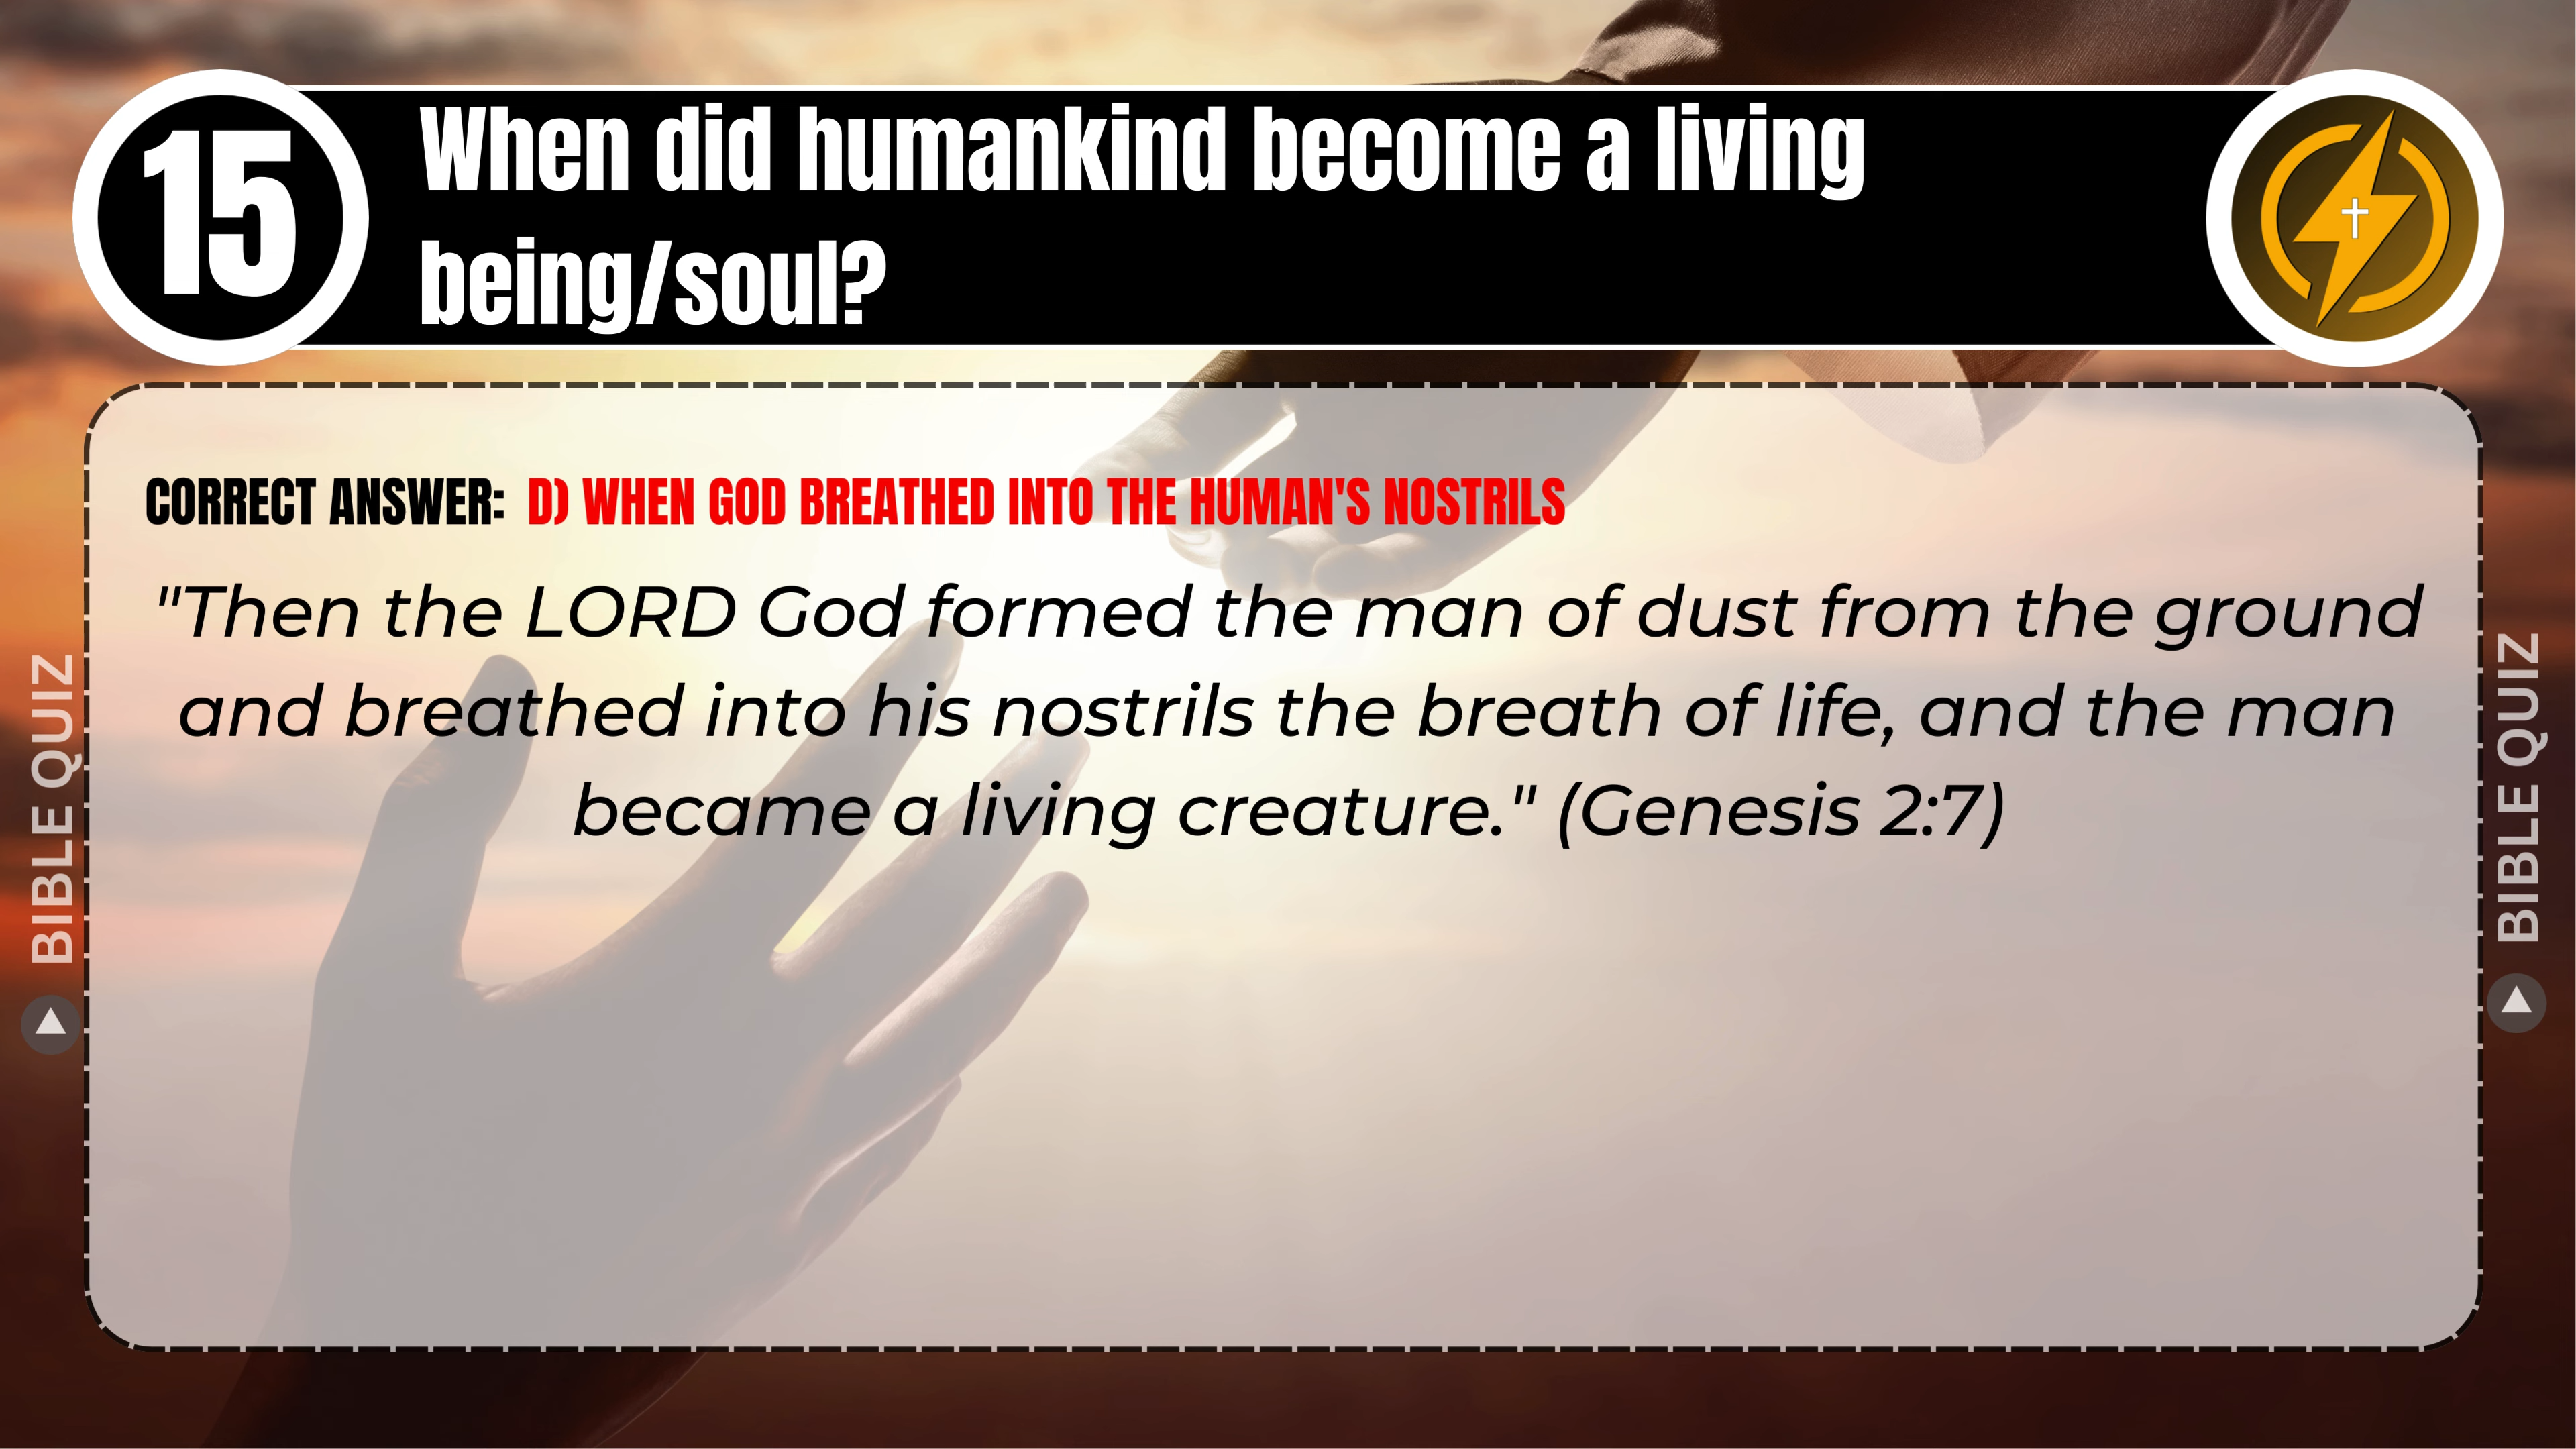 15
When did humankind become a living
being/soul?
CORRECT ANSWER: D) WHEN GOD BREATHED INTO THE HUMAN'S NOSTRILS
"Then the LORD God formed the man of dust from the ground
and breathed into his nostrils the breath of life, and the man
became a living creature." (Genesis 2:7)
BIBLE QUIZ
BIBLE QUIZ